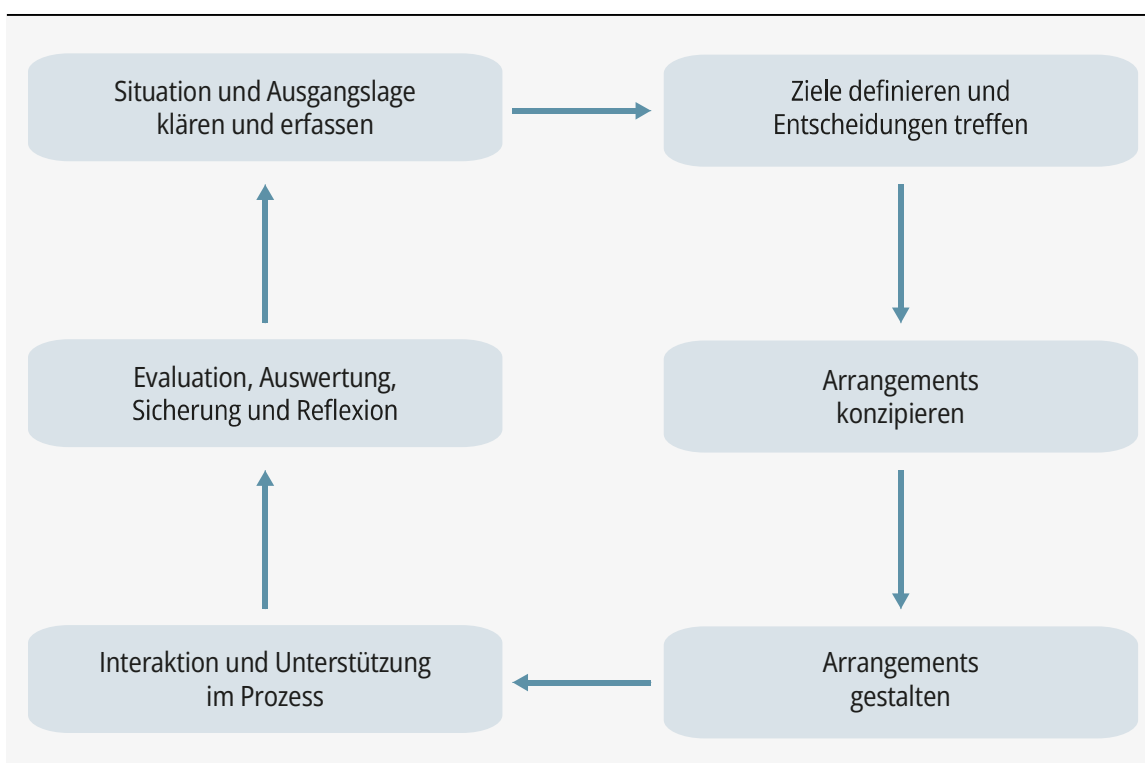 Situation und Ausgangslage
klären und erfassen
Ziele definieren und
Entscheidungen treffen
Evaluation, Auswertung,
Sicherung und Reflexion
Arrangements
konzipieren
Interaktion und Unterstützung
im Prozess
Arrangements
gestalten